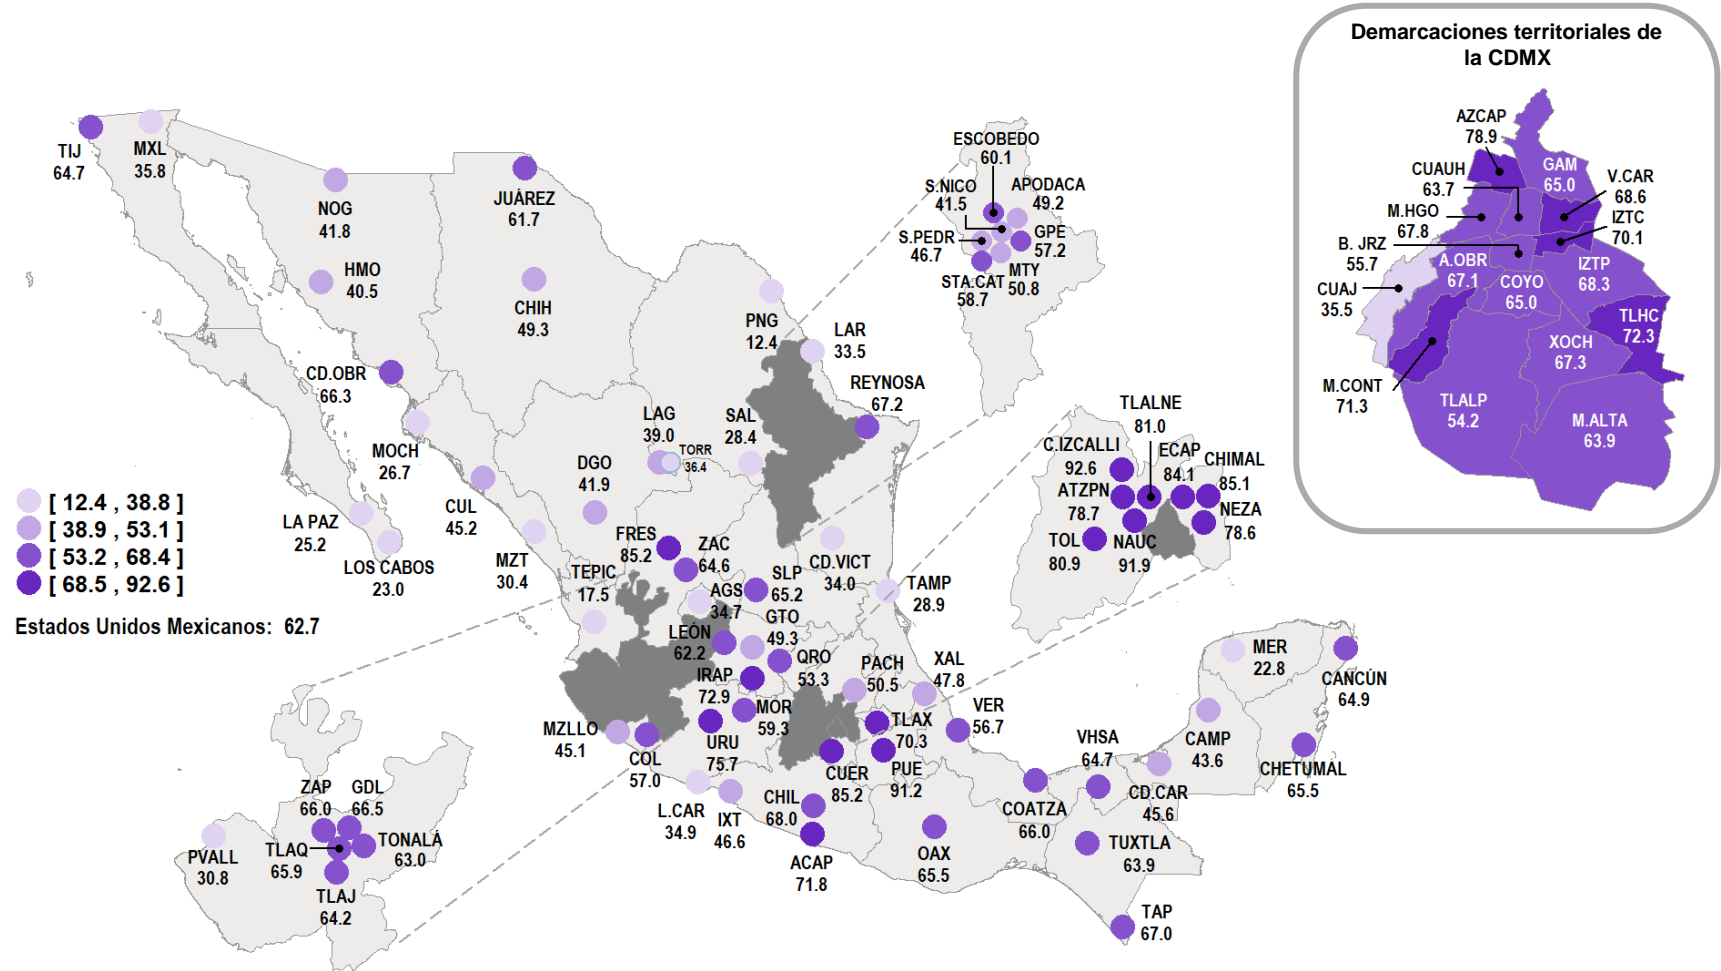 Demarcaciones territoriales de
la CDMX
AZCAP
78.9
CUAUH
63.7
GAM
65.0
V.CAR
68.6
M.HGO
67.8
IZTC
70.1
B. JRZ
55.7
A.OBR
67.1
IZTP
68.3
CUAJ
35.5
COYO
65.0
TLHC
72.3
XOCH
67.3
M.CONT
71.3
TLALP
54.2
M.ALTA
63.9
TIJ
64.7
MXL
35.8
NOG
41.8
HMO
40.5
JUÁREZ
61.7
CHIH
49.3
CD.OBR
66.3
MOCH
26.7
LA PAZ
25.2
LOS CABOS
23.0
CUL
45.2
MZT
30.4
DGO
41.9
LAG
39.0
TORR
36.4
SAL
28.4
PNG
12.4
LAR
33.5
REYNOSA
67.2
ESCOBEDO
60.1
S.NICO
41.5
APODACA
49.2
S.PEDR
46.7
GPE
57.2
STA.CAT
58.7
MTY
50.8
TLALNE
81.0
C.IZCALLI
92.6
ECAP
84.1
CHIMAL
85.1
ATZPN
78.7
NEZA
78.6
TOL
80.9
NAUC
91.9
[ 12.4 , 38.8 ]
[ 38.9 , 53.1 ]
[ 53.2 , 68.4 ]
[ 68.5 , 92.6 ]
Estados Unidos Mexicanos: 62.7
FRES
85.2
ZAC
64.6
TEPIC
17.5
AGS
34.7
SLP
65.2
CD.VICT
34.0
TAMP
28.9
LEÓN
62.2
GTO
49.3
IRAP
72.9
QRO
53.3
PACH
50.5
XAL
47.8
MZLLO
45.1
COL
57.0
URU
75.7
MOR
59.3
TLAX
70.3
VER
56.7
L.CAR
34.9
IXT
46.6
CHIL
68.0
CUER
85.2
PUE
91.2
ACAP
71.8
OAX
65.5
COATZA
66.0
VHSA
64.7
CD.CAR
45.6
CAMP
43.6
MER
22.8
CANCÚN
64.9
CHETUMAL
65.5
TUXTLA
63.9
TAP
67.0
ZAP
66.0
GDL
66.5
TONALÁ
63.0
TLAQ
65.9
PVALL
30.8
TLAJ
64.2